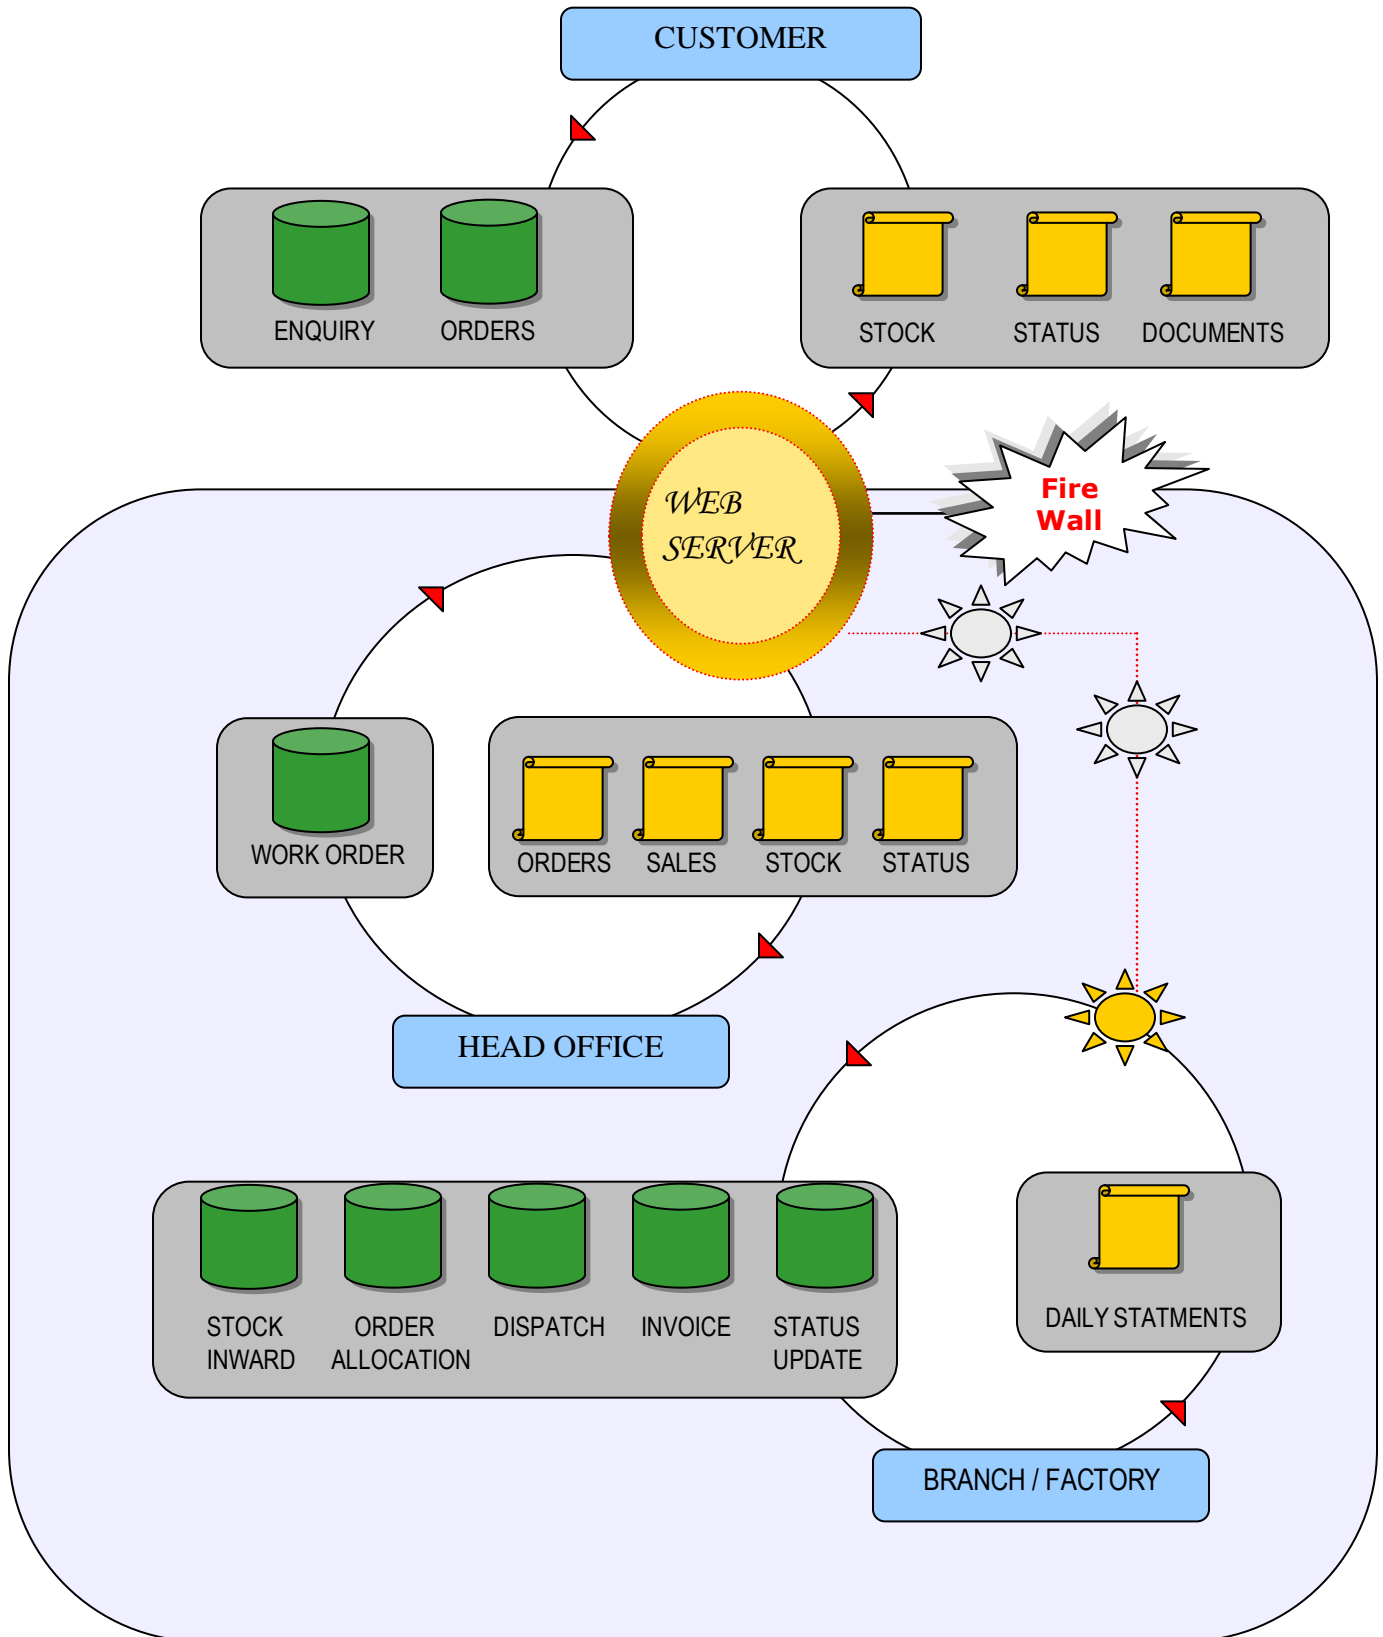 CUSTOMER
ENQUIRY
ORDERS
STOCK
STATUS
DOCUMENTS
Fire
Wall
WEB
SERVER
WORK ORDER
ORDERS
SALES
STOCK
STATUS
HEAD OFFICE
STOCK
INWARD
ORDER
ALLOCATION
DISPATCH
INVOICE
STATUS
UPDATE
DAILY STATMENTS
BRANCH / FACTORY